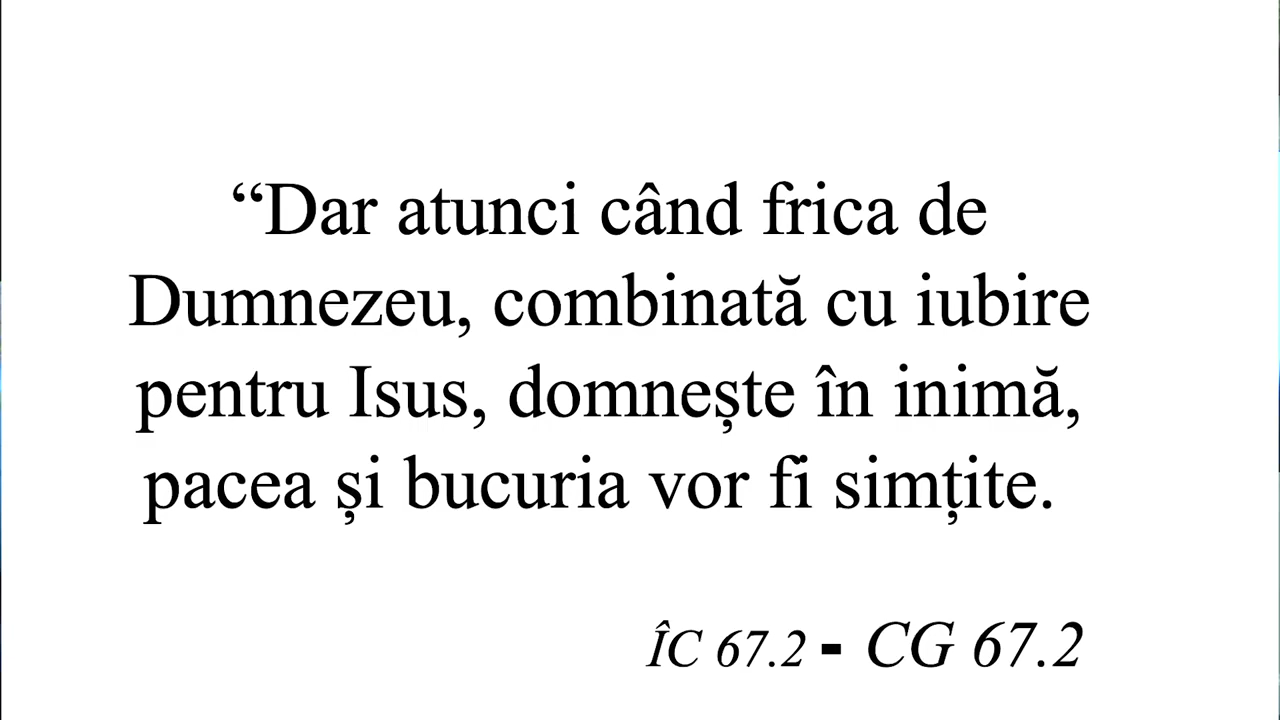 “Dar atunci când frica de
Dumnezeu, combinată cu iubire
pentru Isus, domnește în inimă,
pacea și bucuria vor fi simțite.
ÎC 67.2 - CG 67.2